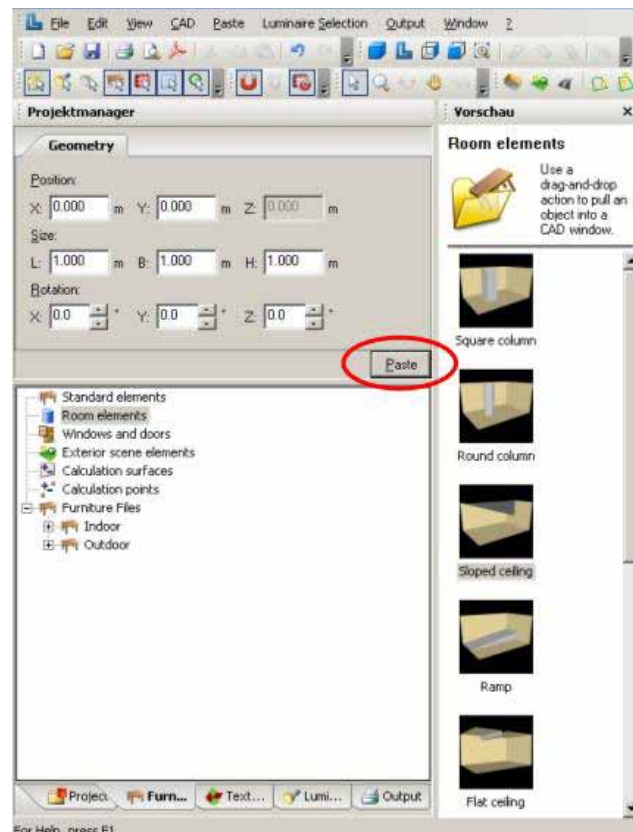 File Edit View CAD Paste Luminaire Selection Output Window ?
Projektmanager
Geometry
Position:
X: 0.000 m Y: 0.000 m Z: 0.000 m
Size:
L: 1.000 m B: 1.000 m H: 1.000 m
Rotation:
X: 0.0 ° Y: 0.0 ° Z: 0.0 °
Paste
Standard elements
Room elements
Windows and doors
Exterior scene elements
Calculation surfaces
Calculation points
Furniture Files
Indoor
Outdoor
Project Furn... Text... Lumi... Output
For Help, press F1
Vorschau
Room elements
Use a
drag-and-drop
action to pull an
object into a
CAD window.
Square column
Round column
Sloped ceiling
Ramp
Flat ceiling